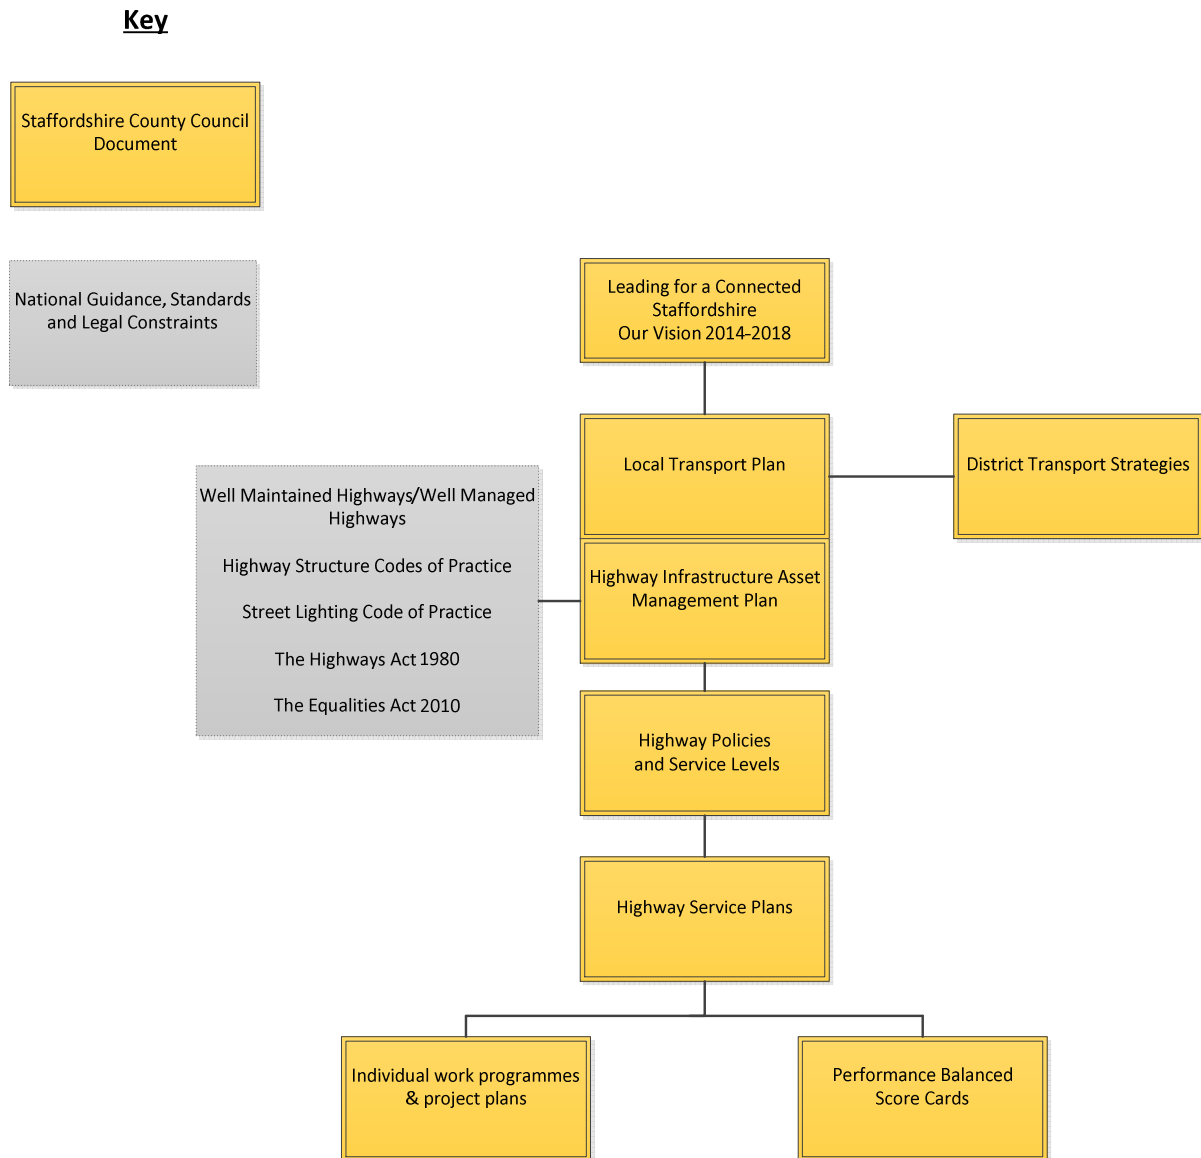 Key
Staffordshire County Council
Document
National Guidance, Standards
and Legal Constraints
Leading for a Connected
Staffordshire
Our Vision 2014-2018
Local Transport Plan
District Transport Strategies
Well Maintained Highways/Well Managed
Highways
Highway Structure Codes of Practice
Street Lighting Code of Practice
The Highways Act 1980
The Equalities Act 2010
Highway Infrastructure Asset
Management Plan
Highway Policies
and Service Levels
Highway Service Plans
Individual work programmes
& project plans
Performance Balanced
Score Cards